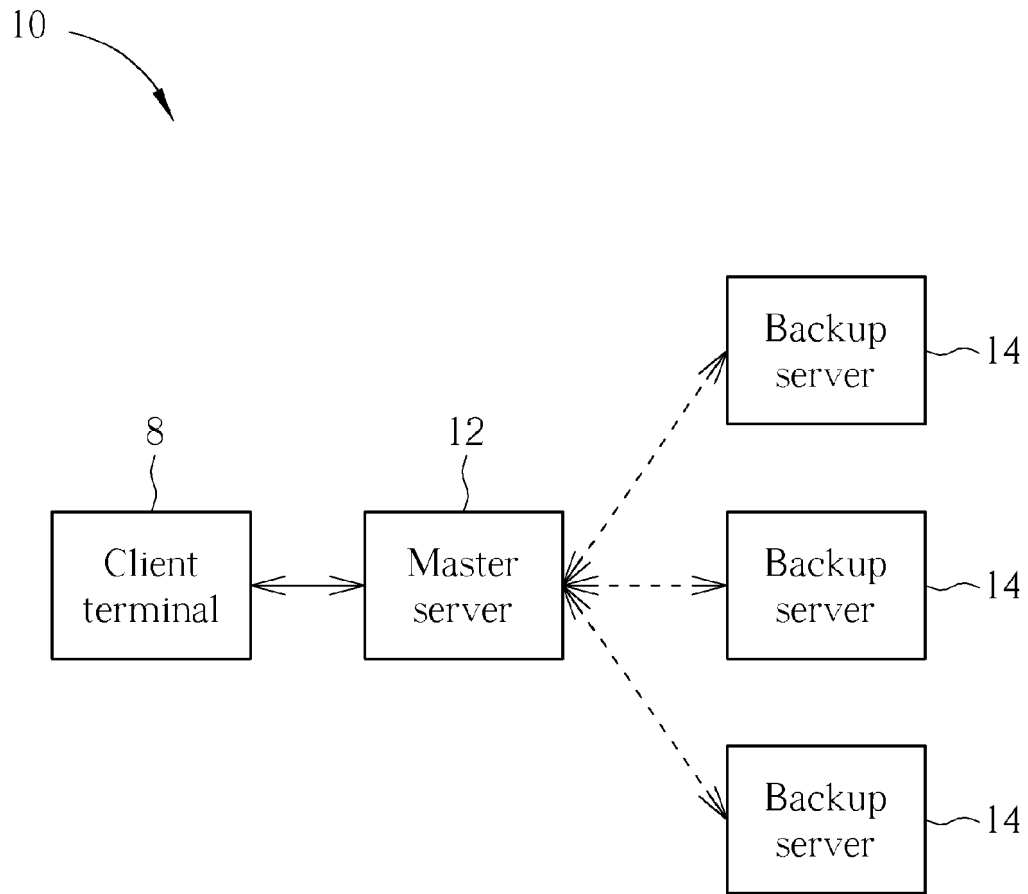 10
Backup
server
14
8
12
Client
terminal
Master
server
Backup
server
14
Backup
server
14